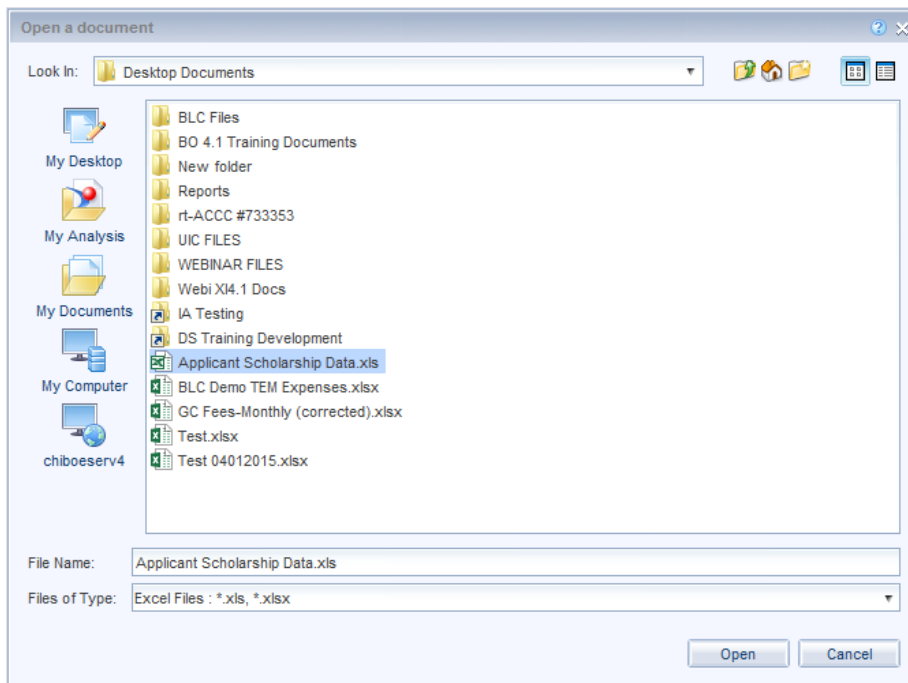 Open a document
Look In: Desktop Documents
My Desktop
My Analysis
My Documents
My Computer
chiboeserv4
BLC Files
BO 4.1 Training Documents
New folder
Reports
rt-ACCC #733353
UIC FILES
WEBINAR FILES
Webi XI4.1 Docs
IA Testing
DS Training Development
Applicant Scholarship Data.xls
BLC Demo TEM Expenses.xlsx
GC Fees-Monthly (corrected).xlsx
Test.xlsx
Test 04012015.xlsx
File Name: Applicant Scholarship Data.xls
Files of Type: Excel Files : *.xls, *.xlsx
Open Cancel